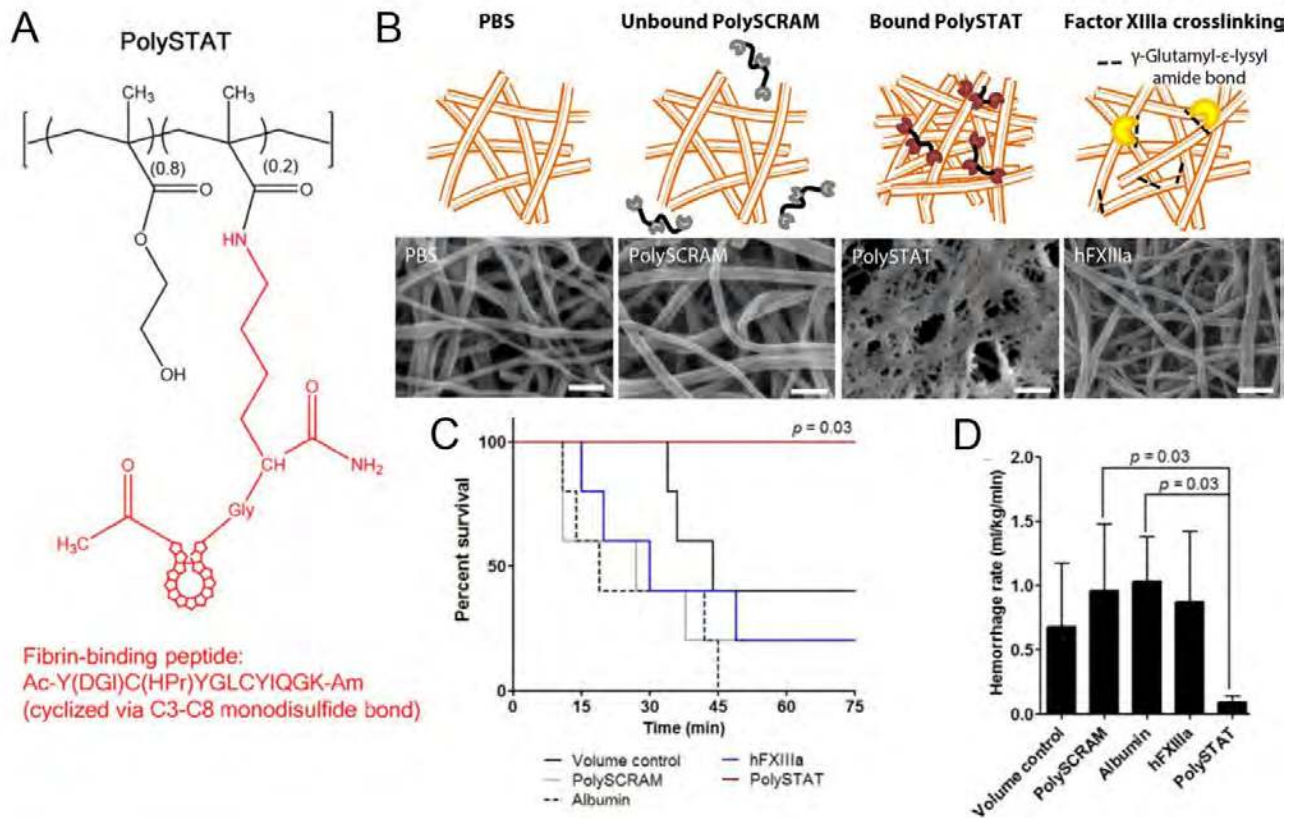 A
PolySTAT
CH₃
CH₃
(0.8)
(0.2)
O
O
O
HN
OH
O
O
CH
NH₂
Gly
H₃C
Fibrin-binding peptide:
Ac-Y(DGl)C(HPr)YGLCYIQGK-Am
(cyclized via C3-C8 monodisulfide bond)
B
PBS
Unbound PolySCRAM
Bound PolySTAT
Factor XIIIa crosslinking
γ-Glutamyl-ε-lysyl
amide bond
PBS
PolySCRAM
PolySTAT
hFXIIIa
C
p = 0.03
100
50
0
Percent survival
0 15 30 45 60 75
Time (min)
Volume control
PolySCRAM
Albumin
hFXIIIa
PolySTAT
D
p = 0.03
p = 0.03
2.0
1.5
1.0
0.5
0.0
Hemorrhage rate (ml/kg/min)
Volume control
PolySCRAM
Albumin
hFXIIIa
PolySTAT